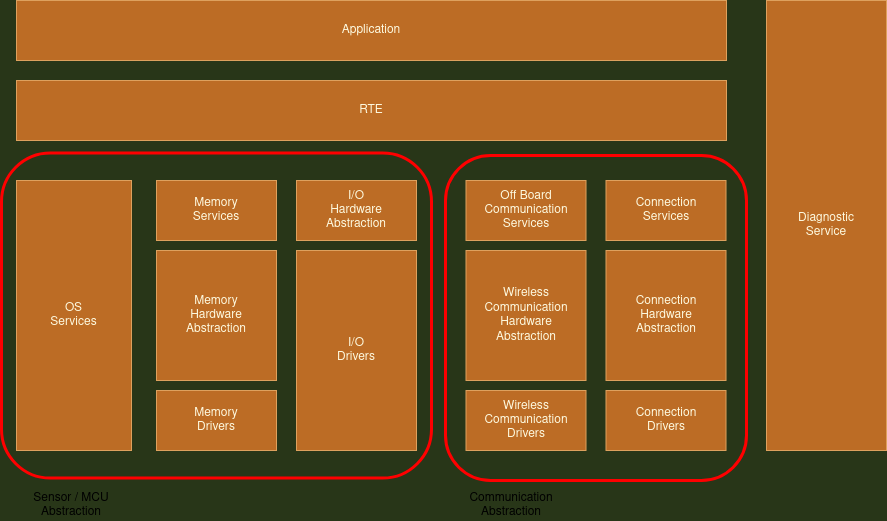 Application
RTE
OS
Services
Memory
Services
I/O
Hardware
Abstraction
Memory
Hardware
Abstraction
I/O
Drivers
Memory
Drivers
Off Board
Communication
Services
Connection
Services
Wireless
Communication
Hardware
Abstraction
Connection
Hardware
Abstraction
Wireless
Communication
Drivers
Connection
Drivers
Diagnostic
Service
Sensor / MCU
Abstraction
Communication
Abstraction